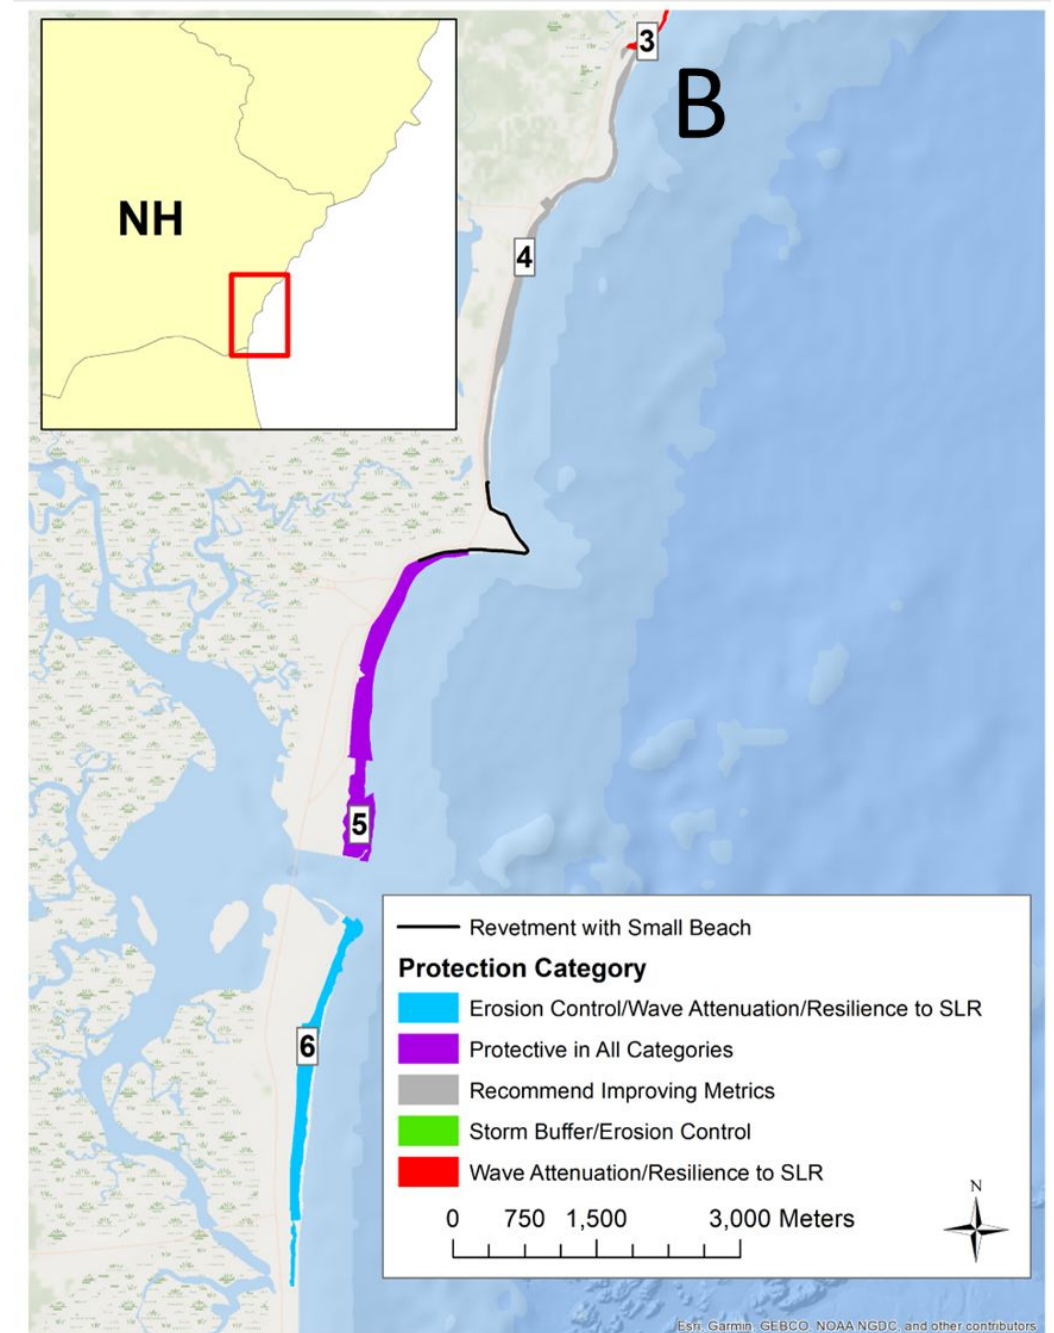 3
B
NH
4
5
6
Revetment with Small Beach
Protection Category
Erosion Control/Wave Attenuation/Resilience to SLR
Protective in All Categories
Recommend Improving Metrics
Storm Buffer/Erosion Control
Wave Attenuation/Resilience to SLR
N
0 750 1,500 3,000 Meters
Esri, Garmin, GEBCO, NOAA NGDC, and other contributors